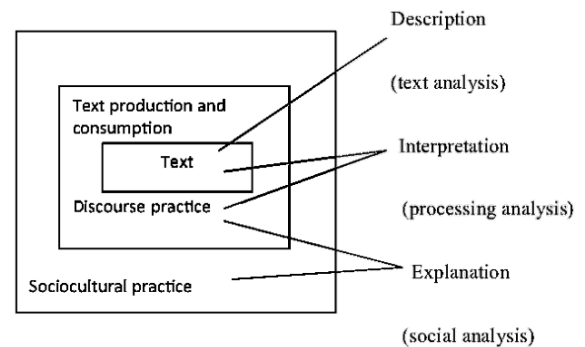 Description
(text analysis)
Text production and
consumption
Text
Interpretation
Discourse practice
(processing analysis)
Explanation
Sociocultural practice
(social analysis)